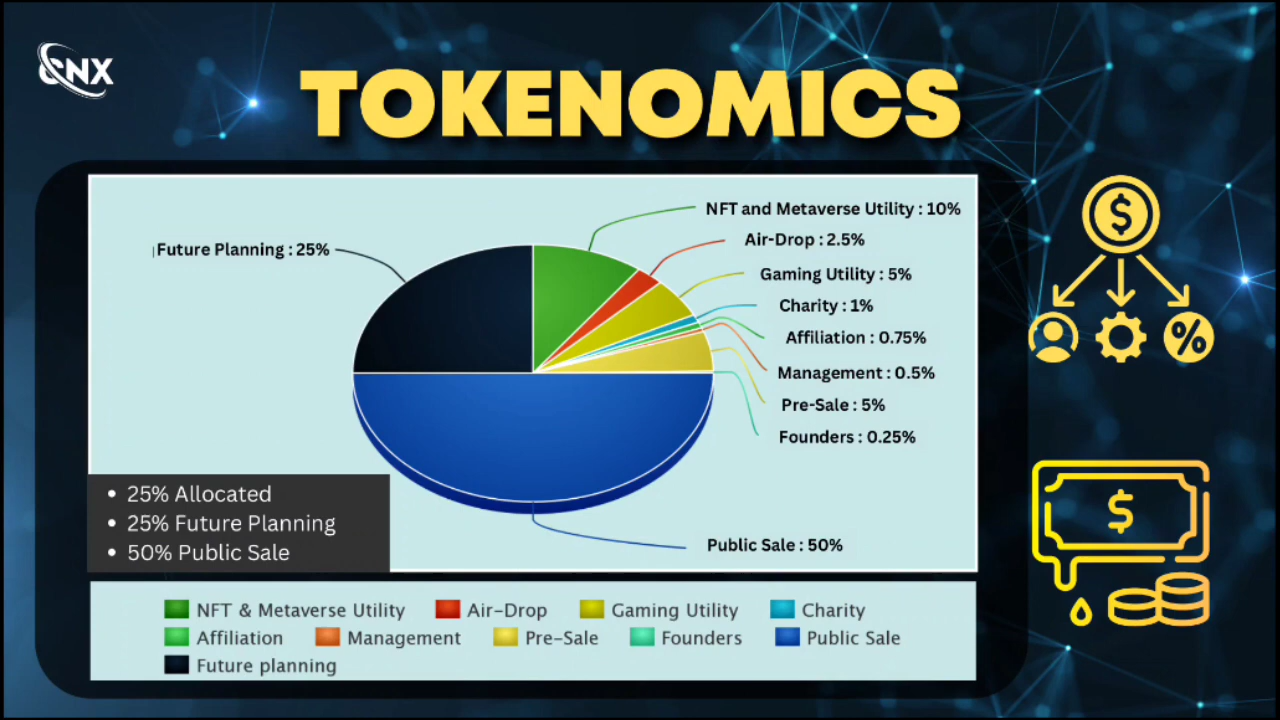 CNX
TOKENOMICS
NFT and Metaverse Utility : 10%
Air-Drop : 2.5%
Future Planning : 25%
Gaming Utility : 5%
Charity : 1%
Affiliation : 0.75%
Management : 0.5%
Pre-Sale : 5%
Founders : 0.25%
Public Sale : 50%
• 25% Allocated
• 25% Future Planning
• 50% Public Sale
NFT & Metaverse Utility Air-Drop Gaming Utility Charity
Affiliation Management Pre-Sale Founders Public Sale
Future planning
$
%
$